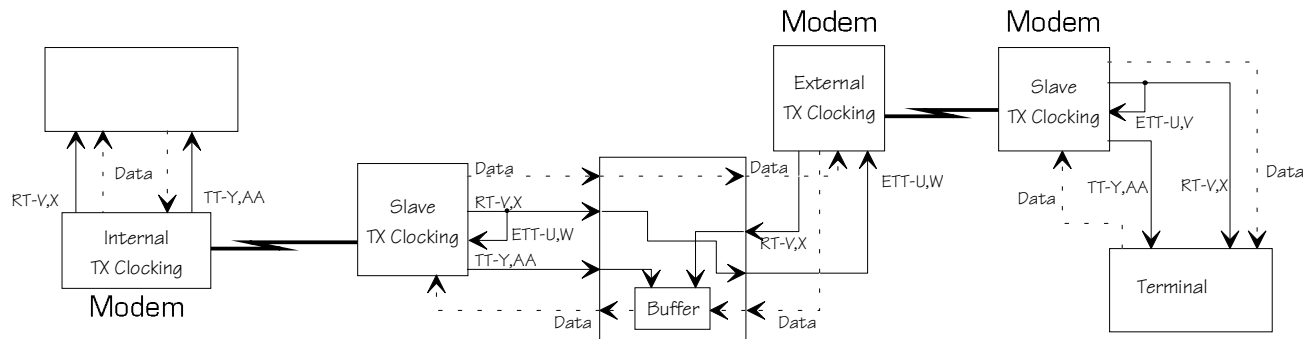 Modem
Modem
External
TX Clocking
Slave
TX Clocking
ETT-U,V
Data
RT-V,X
Data
TT-Y,AA
Internal
TX Clocking
Modem
Data
Data
Slave
TX Clocking
RT-V,X
ETT-U,W
TT-Y,AA
Data
Buffer
Data
RT-V,X
ETT-U,W
Data
TT-Y,AA
RT-V,X
Terminal